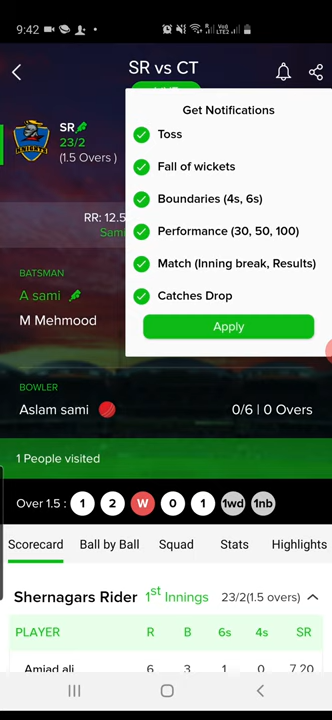 9:42
SR vs CT
SR
23/2
(1.5 Overs )
KNIGHTS
Get Notifications
Toss
Fall of wickets
Boundaries (4s, 6s)
Performance (30, 50, 100)
Match (Inning break, Results)
Catches Drop
Apply
RR: 12.5
Sami
BATSMAN
A sami
M Mehmood
BOWLER
Aslam sami 0/6 | 0 Overs
1 People visited
Over 1.5 : 1 2 W 0 1 1wd 1nb
Scorecard Ball by Ball Squad Stats Highlights
Shernagars Rider 1st Innings 23/2(1.5 overs)
PLAYER R B 6s 4s SR
Amjad ali 6 3 1 0 7.20